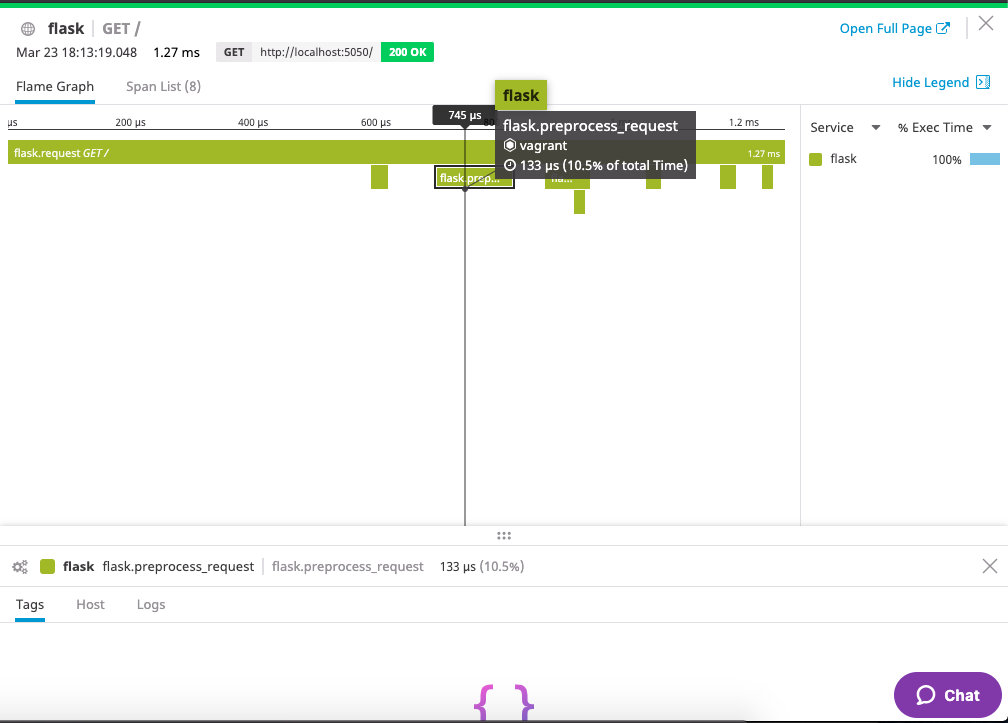 flask GET /
Open Full Page
Mar 23 18:13:19.048 1.27 ms GET http://localhost:5050/ 200 OK
Flame Graph Span List (8)
Hide Legend
flask
745 µs
µs 200 µs 400 µs 600 µs 1.2 ms
flask.preprocess_request
vagrant
133 µs (10.5% of total Time)
Service % Exec Time
flask.request GET / 1.27 ms
flask 100%
flask.prep...
flask flask.preprocess_request flask.preprocess_request 133 µs (10.5%)
Tags Host Logs
{ }
Chat